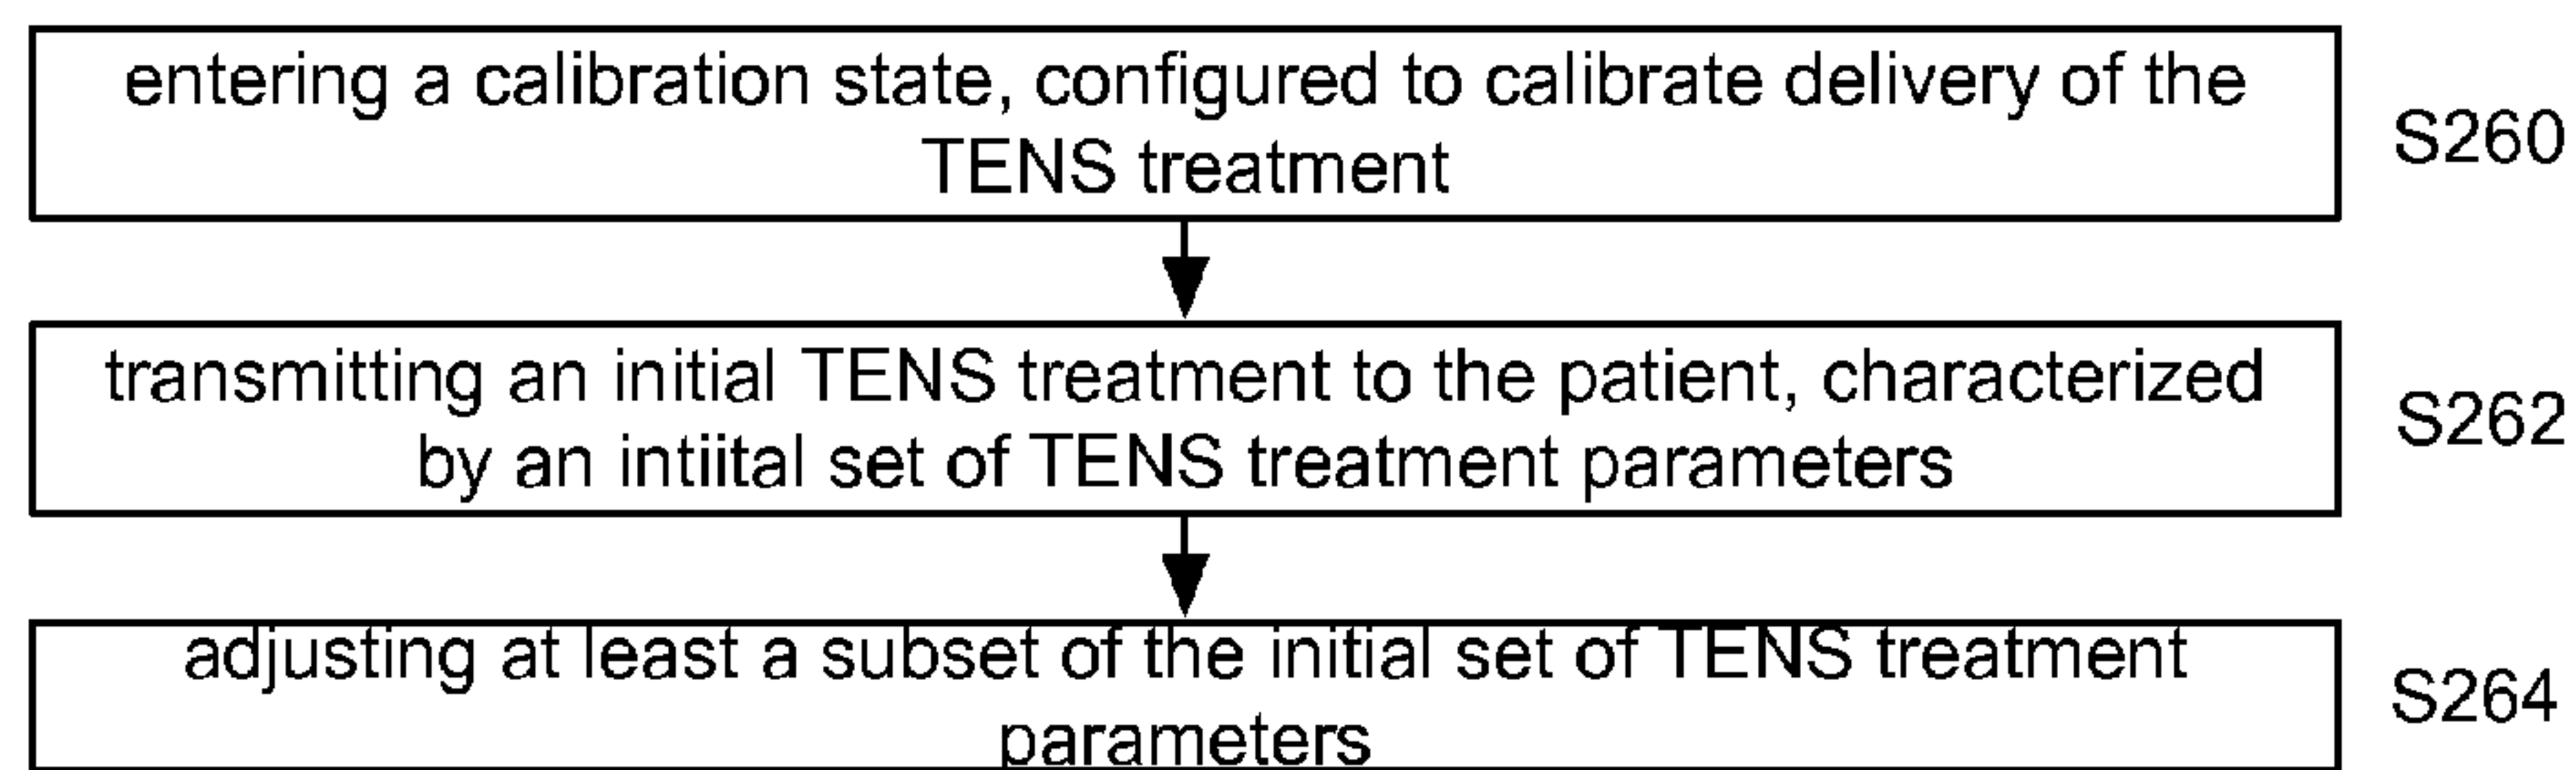 entering a calibration state, configured to calibrate delivery of the
TENS treatment
S260
transmitting an initial TENS treatment to the patient, characterized
by an intiital set of TENS treatment parameters
S262
adjusting at least a subset of the initial set of TENS treatment
parameters
S264